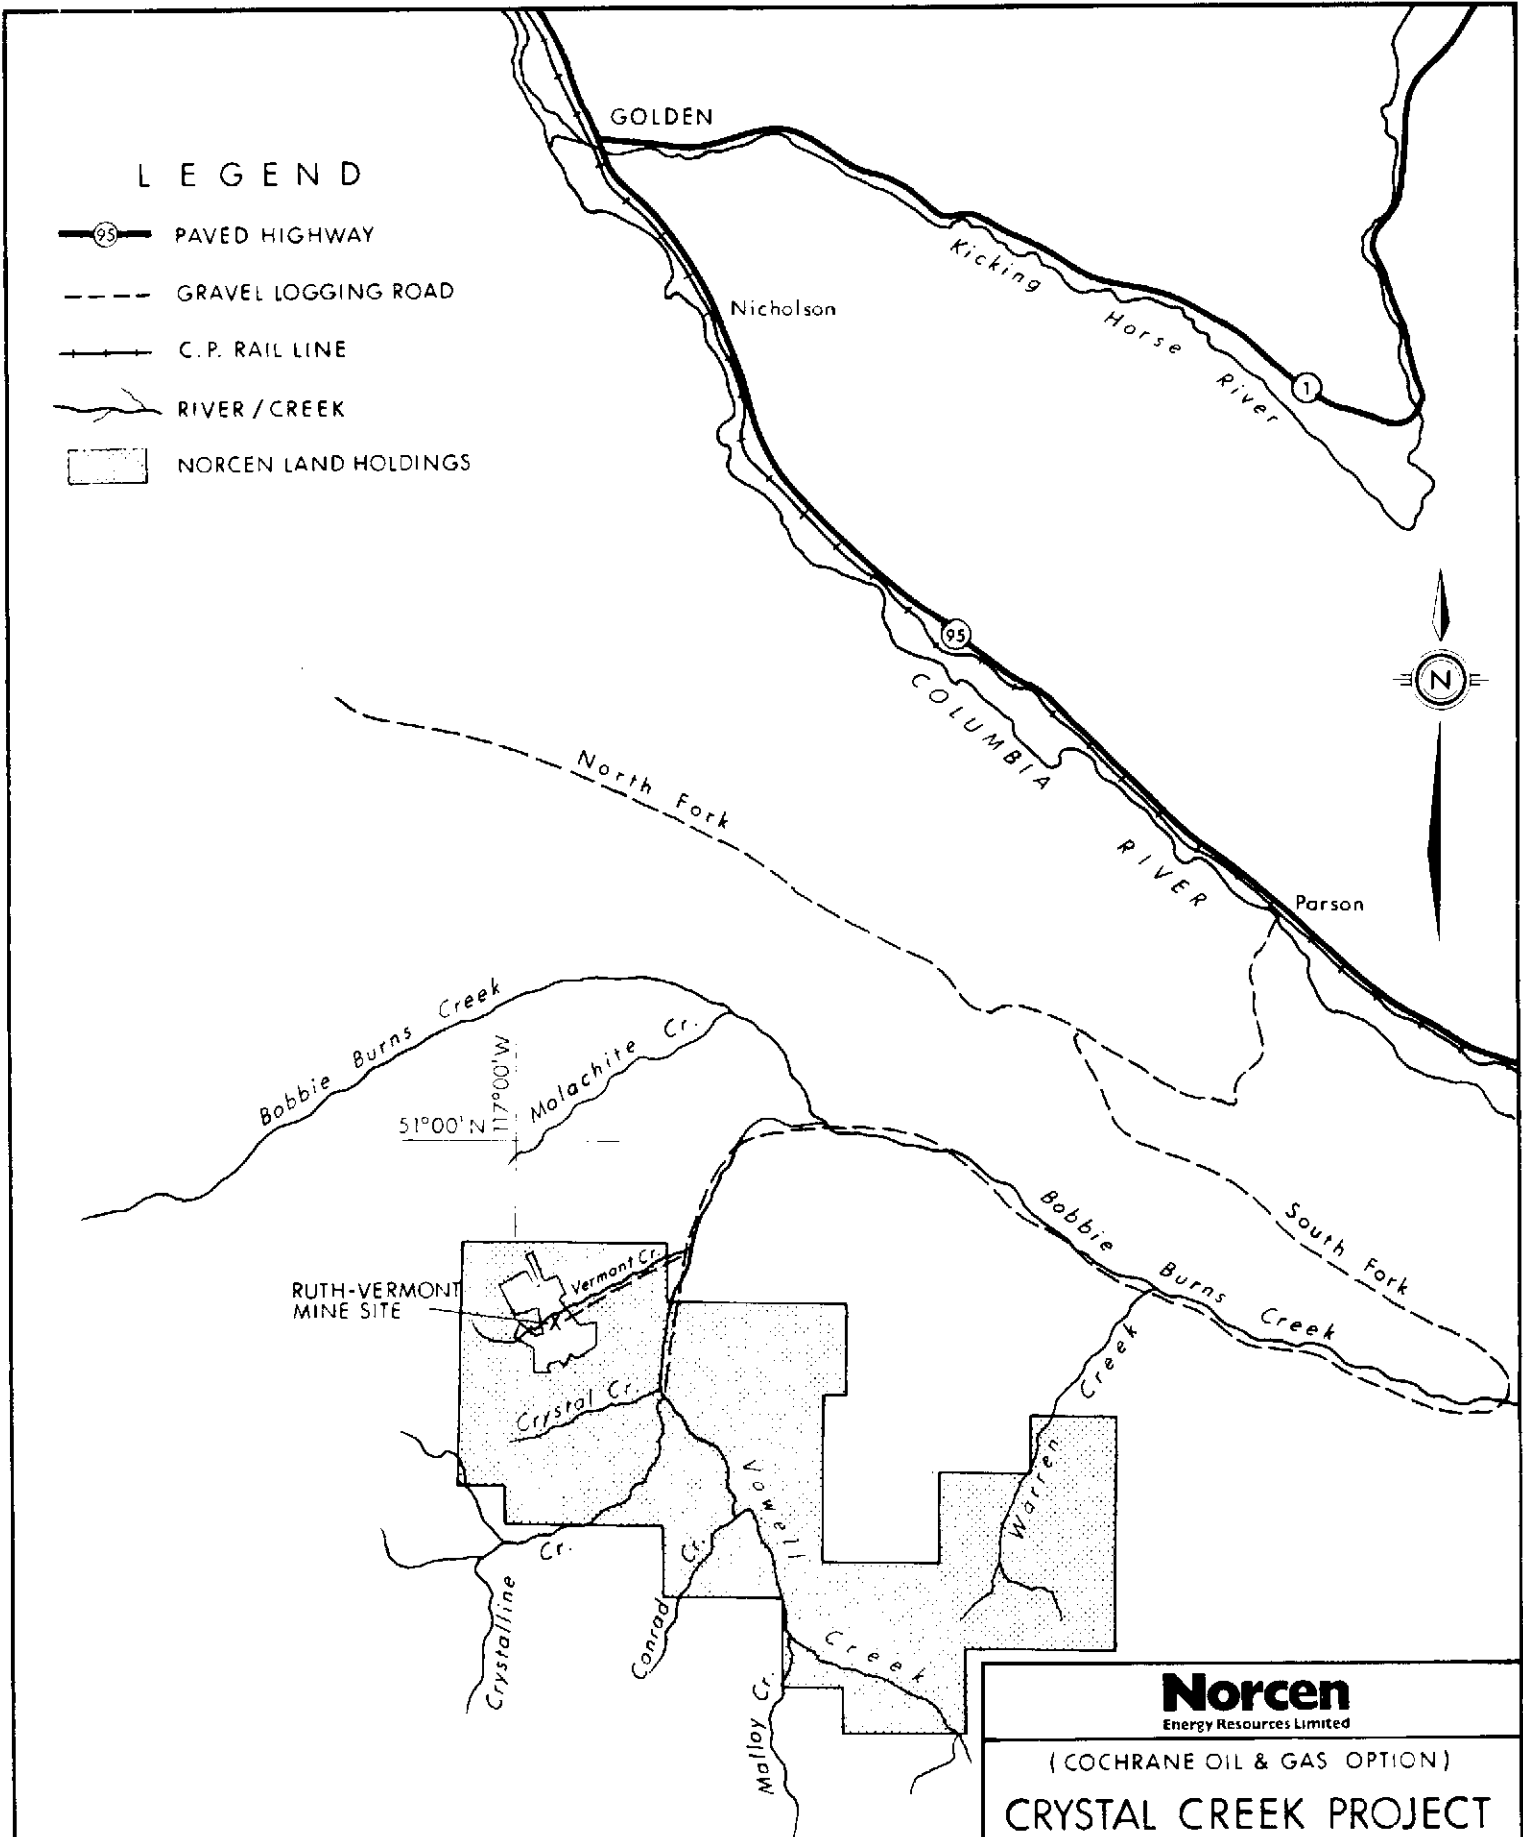 GOLDEN
LEGEND
95 PAVED HIGHWAY
GRAVEL LOGGING ROAD
C.P. RAIL LINE
RIVER / CREEK
NORCEN LAND HOLDINGS
Nicholson
Kicking Horse River
1
95
N
COLUMBIA RIVER
North Fork
Parson
Bobbie Burns Creek
Malachite Cr.
117°00'W
51°00'N
Bobbie Burns Creek
South Fork
RUTH-VERMONT
MINE SITE
Vermont Cr.
X
Crystal Cr.
Vowell Creek
Warren Creek
Crystalline Cr.
Conrad Cr.
Malloy Cr.
Norcen
Energy Resources Limited
(COCHRANE OIL & GAS OPTION)
CRYSTAL CREEK PROJECT